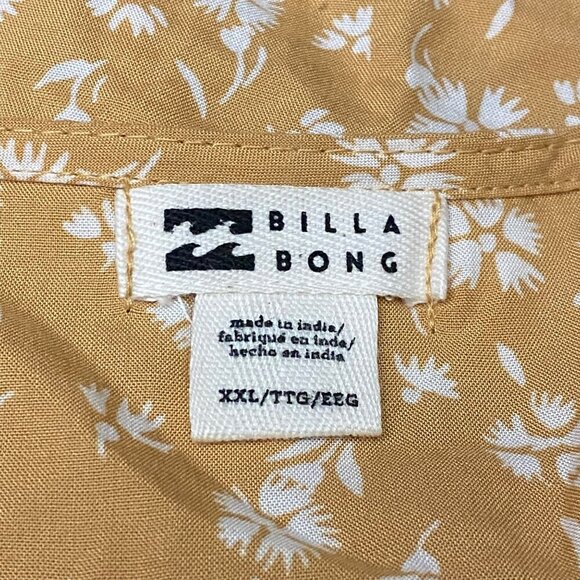 BILLA
BONG
made in india/
fabriqué en inde/
hecho en india
XXL/TTG/EEG